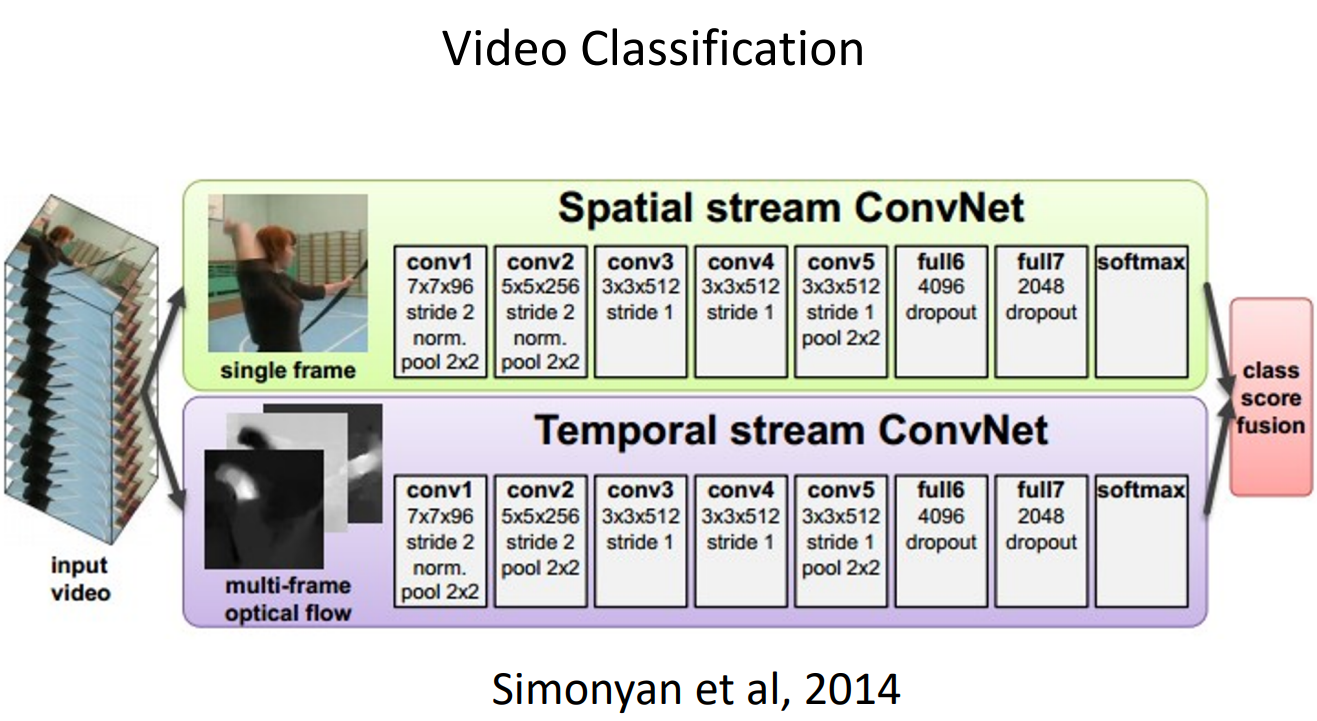 Video Classification
Spatial stream ConvNet
single frame
conv1
7x7x96
stride 2
norm.
pool 2x2
conv2
5x5x256
stride 2
norm.
pool 2x2
conv3
3x3x512
stride 1
conv4
3x3x512
stride 1
conv5
3x3x512
stride 1
pool 2x2
full6
4096
dropout
full7
2048
dropout
softmax
input
video
Temporal stream ConvNet
multi-frame
optical flow
conv1
7x7x96
stride 2
norm.
pool 2x2
conv2
5x5x256
stride 2
pool 2x2
conv3
3x3x512
stride 1
conv4
3x3x512
stride 1
conv5
3x3x512
stride 1
pool 2x2
full6
4096
dropout
full7
2048
dropout
softmax
class
score
fusion
Simonyan et al, 2014